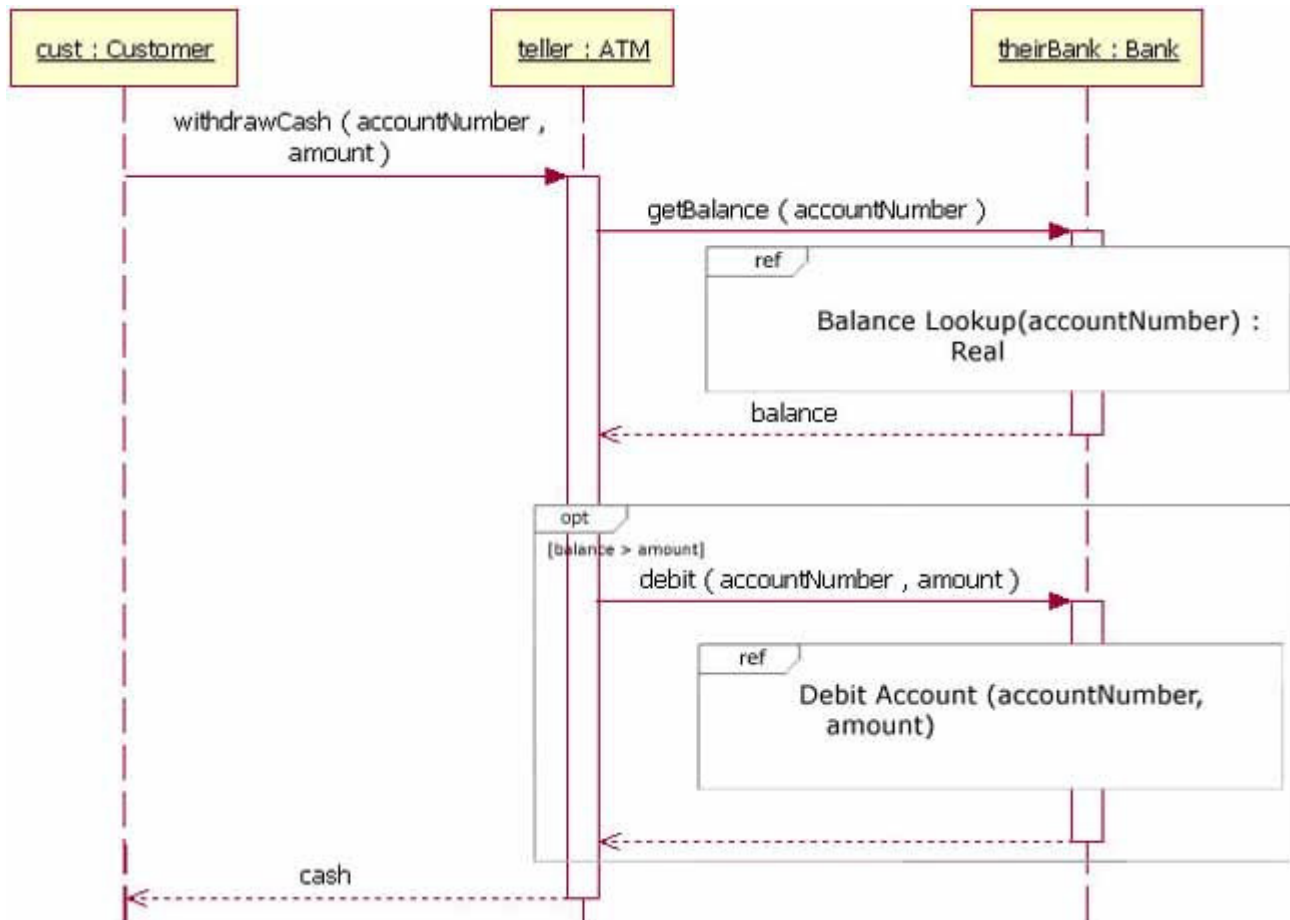 cust : Customer
teller : ATM
theirBank : Bank
withdrawCash ( accountNumber ,
amount )
getBalance ( accountNumber )
ref
Balance Lookup(accountNumber) :
Real
balance
opt
[balance > amount]
debit ( accountNumber , amount )
ref
Debit Account (accountNumber,
amount)
cash